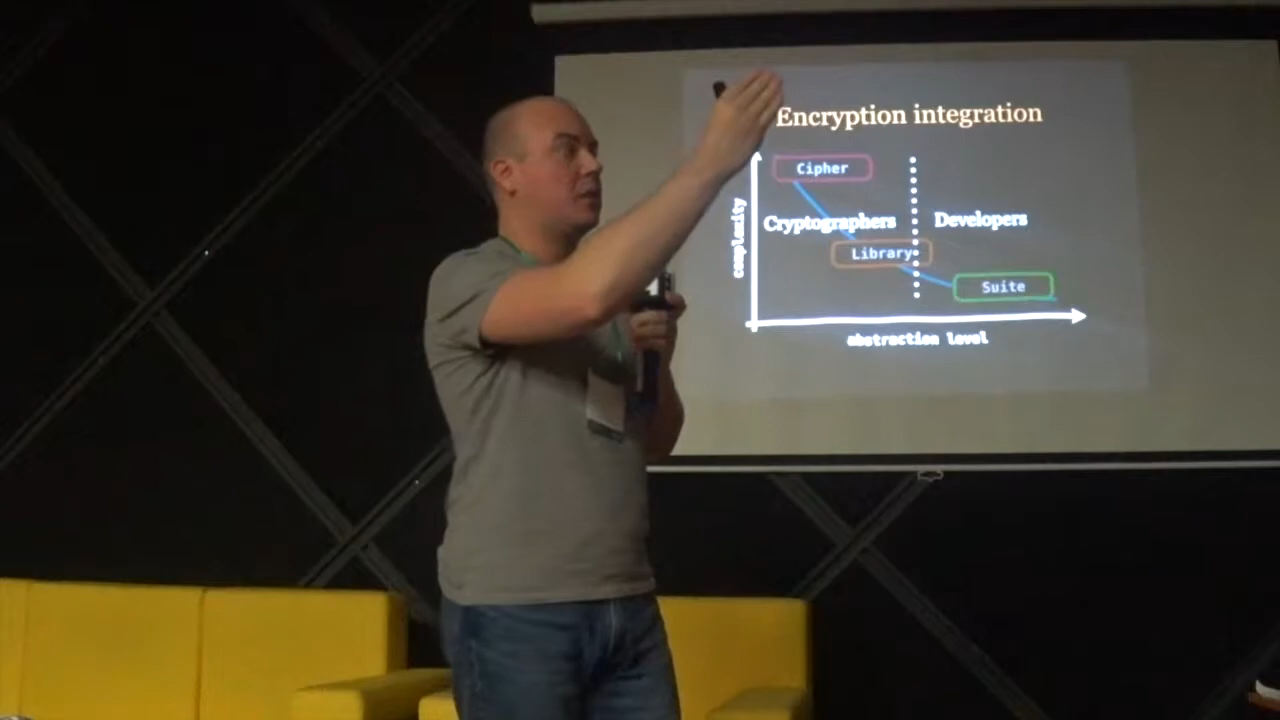 Encryption integration
Cipher
Cryptographers
Developers
complexity
Library
Suite
abstraction level